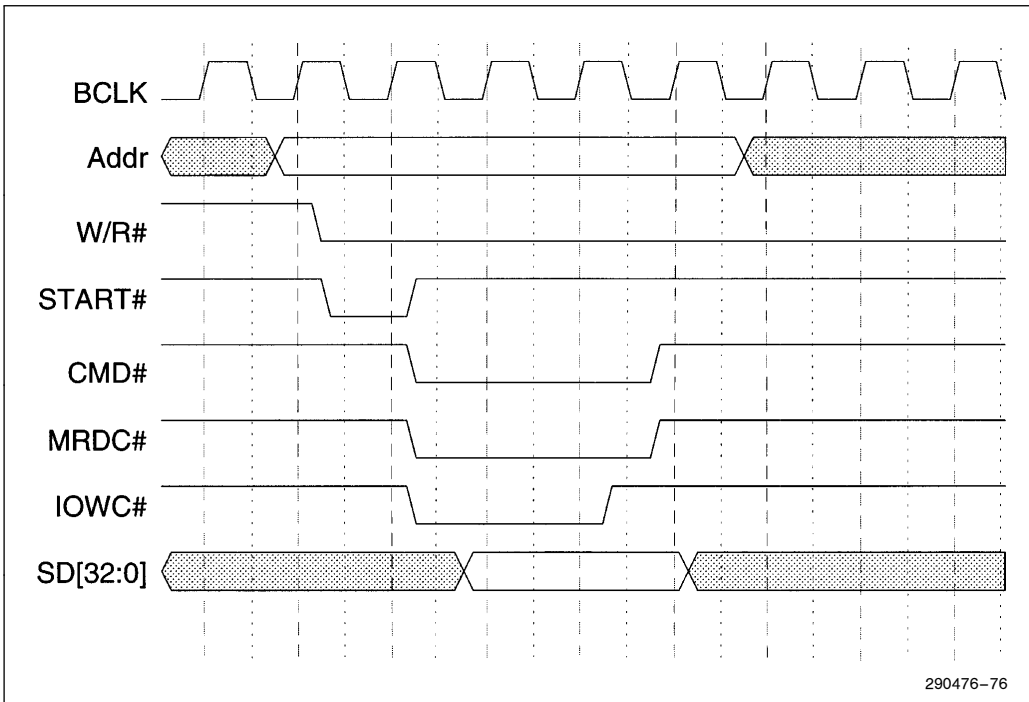 BCLK
Addr
W/R#
START#
CMD#
MRDC#
IOWC#
SD[32:0]
290476–76